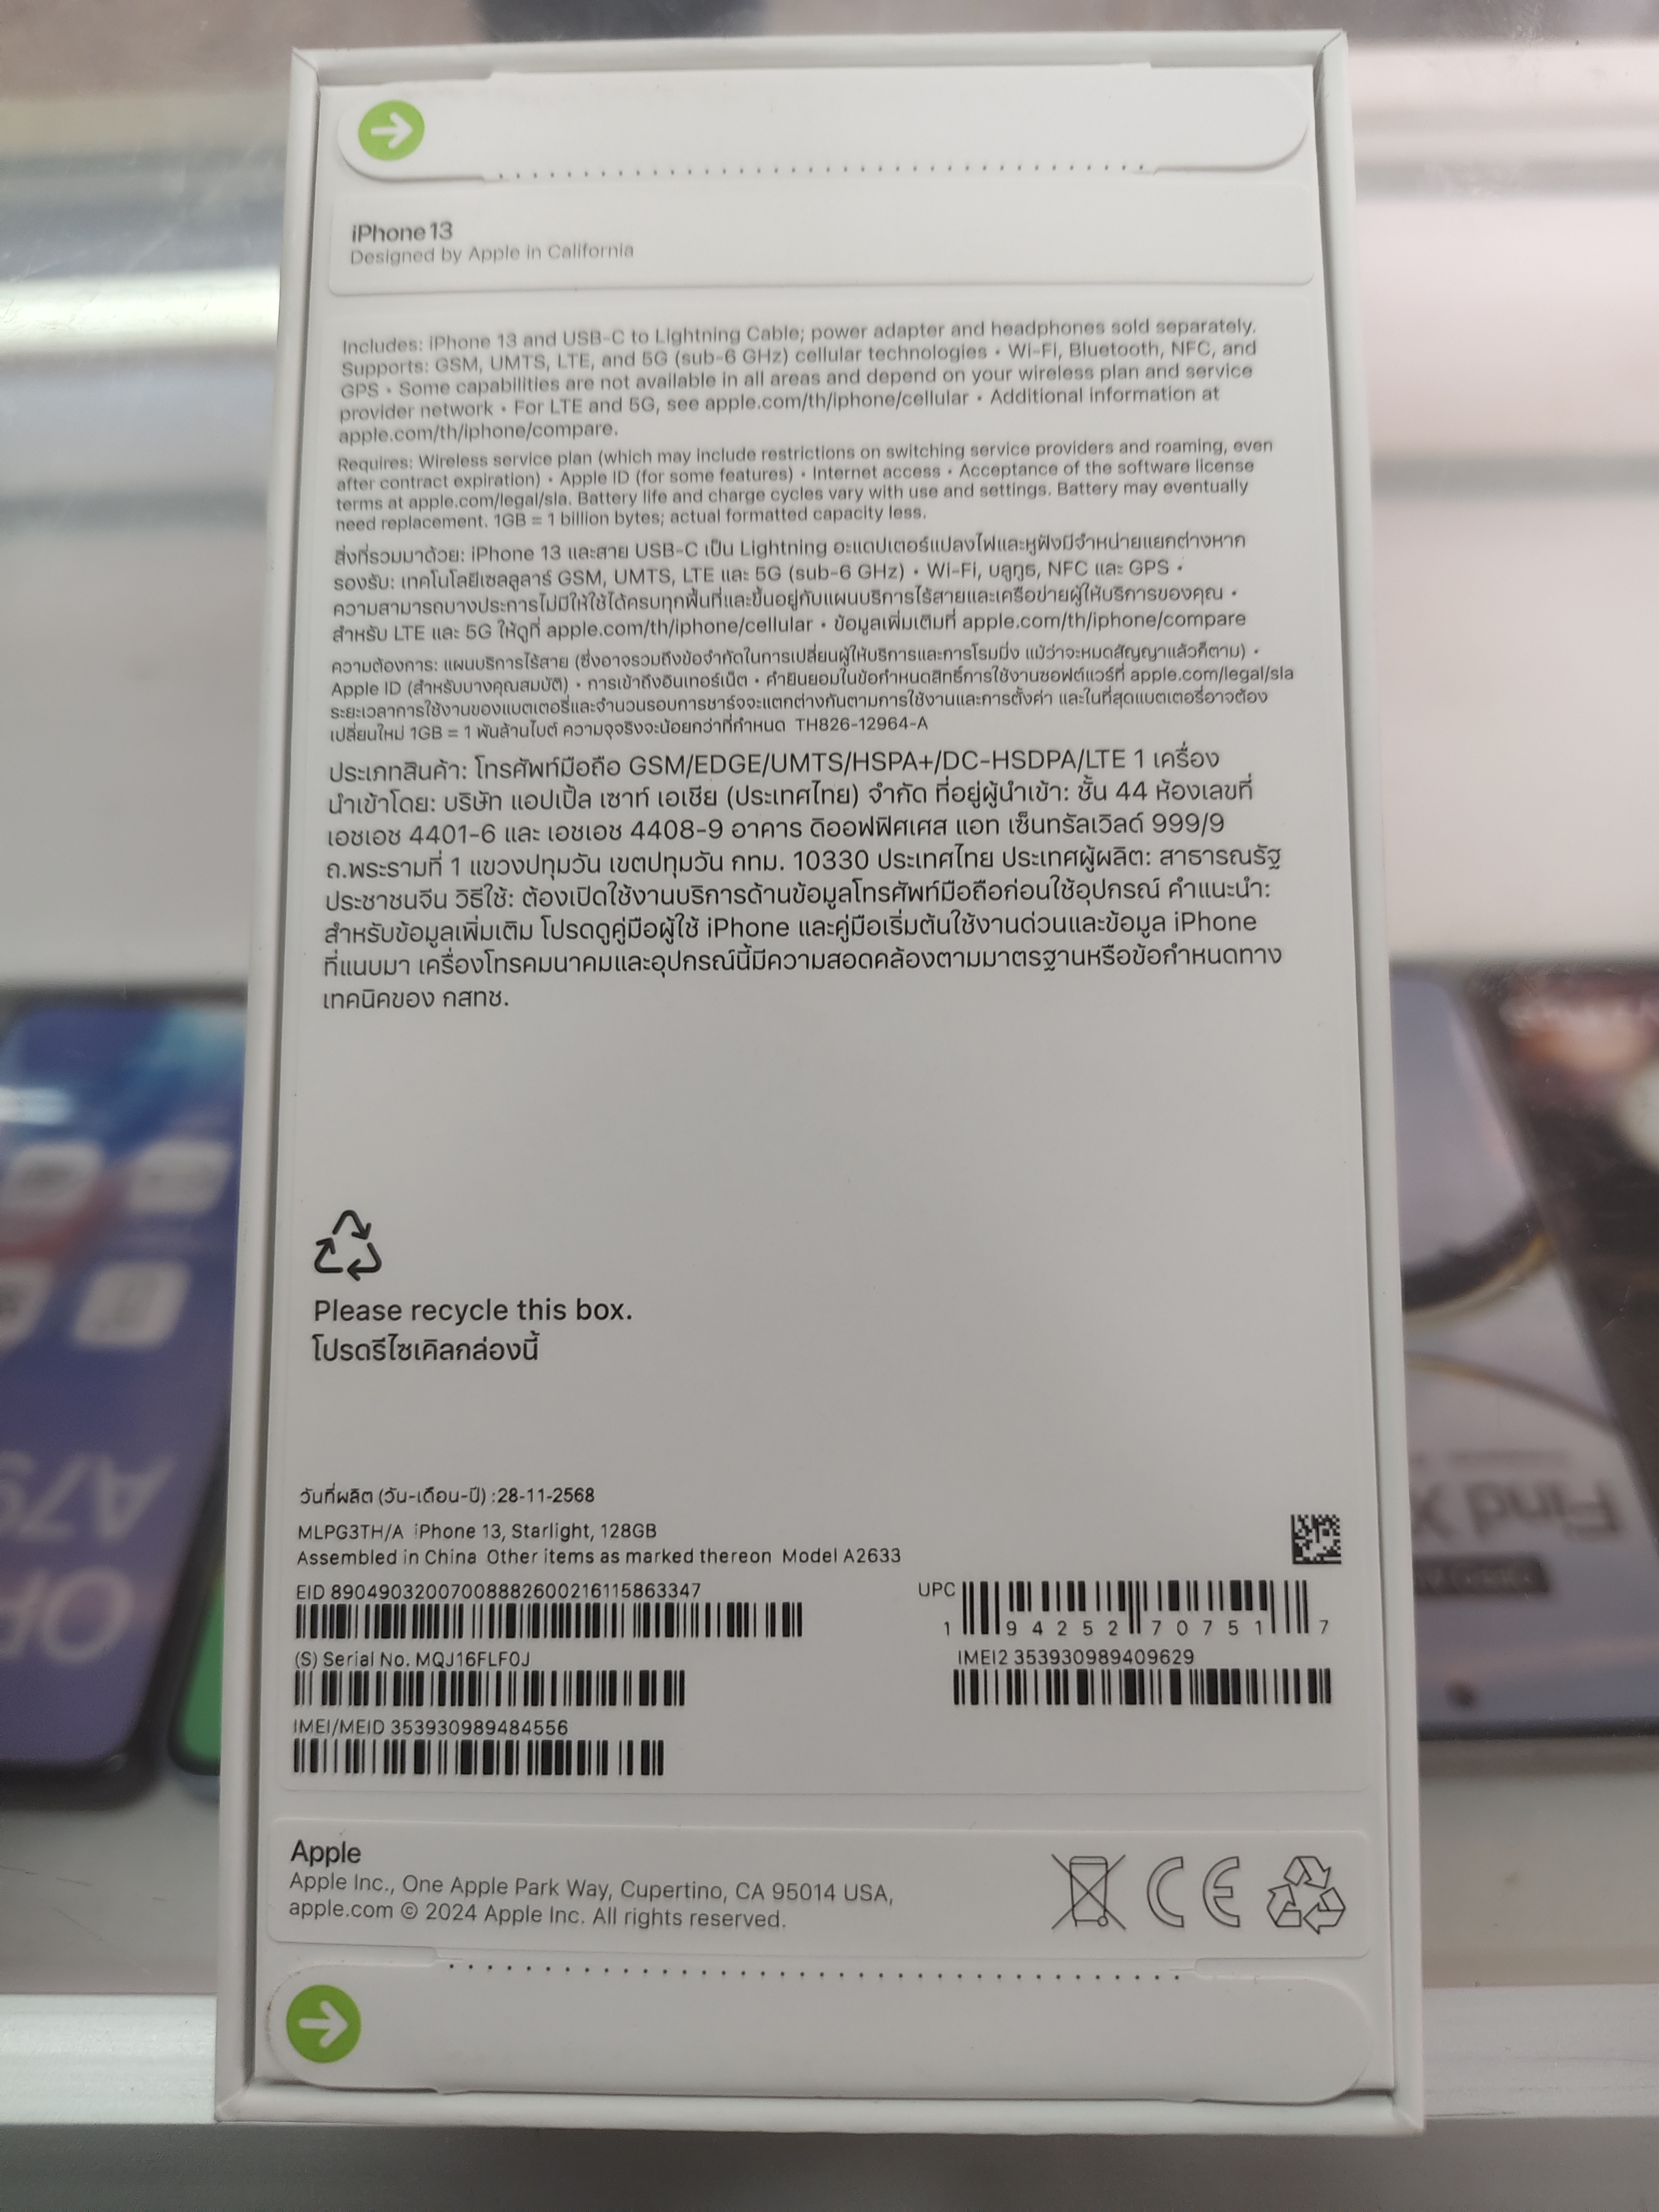 iPhone 13
Designed by Apple in California
Includes: iPhone 13 and USB-C to Lightning Cable; power adapter and headphones sold separately.
Supports: GSM, UMTS, LTE, and 5G (sub-6 GHz) cellular technologies • Wi-Fi, Bluetooth, NFC, and
GPS • Some capabilities are not available in all areas and depend on your wireless plan and service
provider network • For LTE and 5G, see apple.com/th/iphone/cellular • Additional information at
apple.com/th/iphone/compare.
Requires: Wireless service plan (which may include restrictions on switching service providers and roaming, even
after contract expiration) • Apple ID (for some features) • Internet access • Acceptance of the software license
terms at apple.com/legal/sla. Battery life and charge cycles vary with use and settings. Battery may eventually
need replacement. 1GB = 1 billion bytes; actual formatted capacity less.
สิ่งที่รวมมาด้วย: iPhone 13 และสาย USB-C เป็น Lightning อะแดปเตอร์แปลงไฟและหูฟังมีจำหน่ายแยกต่างหาก
รองรับ: เทคโนโลยีเซลลูลาร์ GSM, UMTS, LTE และ 5G (sub-6 GHz) • Wi-Fi, บลูทูธ, NFC และ GPS •
ความสามารถบางประการไม่มีให้ใช้ได้ครบทุกพื้นที่และขึ้นอยู่กับแผนบริการไร้สายและเครือข่ายผู้ให้บริการของคุณ •
สำหรับ LTE และ 5G ให้ดูที่ apple.com/th/iphone/cellular • ข้อมูลเพิ่มเติมที่ apple.com/th/iphone/compare
ความต้องการ: แผนบริการไร้สาย (ซึ่งอาจรวมถึงข้อจำกัดในการเปลี่ยนผู้ให้บริการและการโรมมิ่ง แม้ว่าจะหมดสัญญาแล้วก็ตาม) •
Apple ID (สำหรับบางคุณสมบัติ) • การเข้าถึงอินเทอร์เน็ต • คำยินยอมในข้อกำหนดสิทธิ์การใช้งานซอฟต์แวร์ที่ apple.com/legal/sla
ระยะเวลาการใช้งานของแบตเตอรี่และจำนวนรอบการชาร์จจะแตกต่างกันตามการใช้งานและการตั้งค่า และในที่สุดแบตเตอรี่อาจต้อง
เปลี่ยนใหม่ 1GB = 1 พันล้านไบต์ ความจุจริงจะน้อยกว่าที่กำหนด TH826-12964-A
ประเภทสินค้า: โทรศัพท์มือถือ GSM/EDGE/UMTS/HSPA+/DC-HSDPA/LTE 1 เครื่อง
นำเข้าโดย: บริษัท แอปเปิ้ล เซาท์ เอเชีย (ประเทศไทย) จำกัด ที่อยู่ผู้นำเข้า: ชั้น 44 ห้องเลขที่
เอชเอช 4401-6 และ เอชเอช 4408-9 อาคาร ดิออฟฟิศเศส แอท เซ็นทรัลเวิลด์ 999/9
ถ.พระรามที่ 1 แขวงปทุมวัน เขตปทุมวัน กทม. 10330 ประเทศไทย ประเทศผู้ผลิต: สาธารณรัฐ
ประชาชนจีน วิธีใช้: ต้องเปิดใช้งานบริการด้านข้อมูลโทรศัพท์มือถือก่อนใช้อุปกรณ์ คำแนะนำ:
สำหรับข้อมูลเพิ่มเติม โปรดดูคู่มือผู้ใช้ iPhone และคู่มือเริ่มต้นใช้งานด่วนและข้อมูล iPhone
ที่แนบมา เครื่องโทรคมนาคมและอุปกรณ์นี้มีความสอดคล้องตามมาตรฐานหรือข้อกำหนดทาง
เทคนิคของ กสทช.
Please recycle this box.
โปรดรีไซเคิลกล่องนี้
วันที่ผลิต (วัน-เดือน-ปี) :28-11-2568
MLPG3TH/A iPhone 13, Starlight, 128GB
Assembled in China Other items as marked thereon Model A2633
EID 89049032007008882600216115863347
UPC
1 94252 70751 7
(S) Serial No. MQJ16FLF0J
IMEI2 353930989409629
IMEI/MEID 353930989484556
Apple
Apple Inc., One Apple Park Way, Cupertino, CA 95014 USA,
apple.com © 2024 Apple Inc. All rights reserved.
CE
Find X
A79